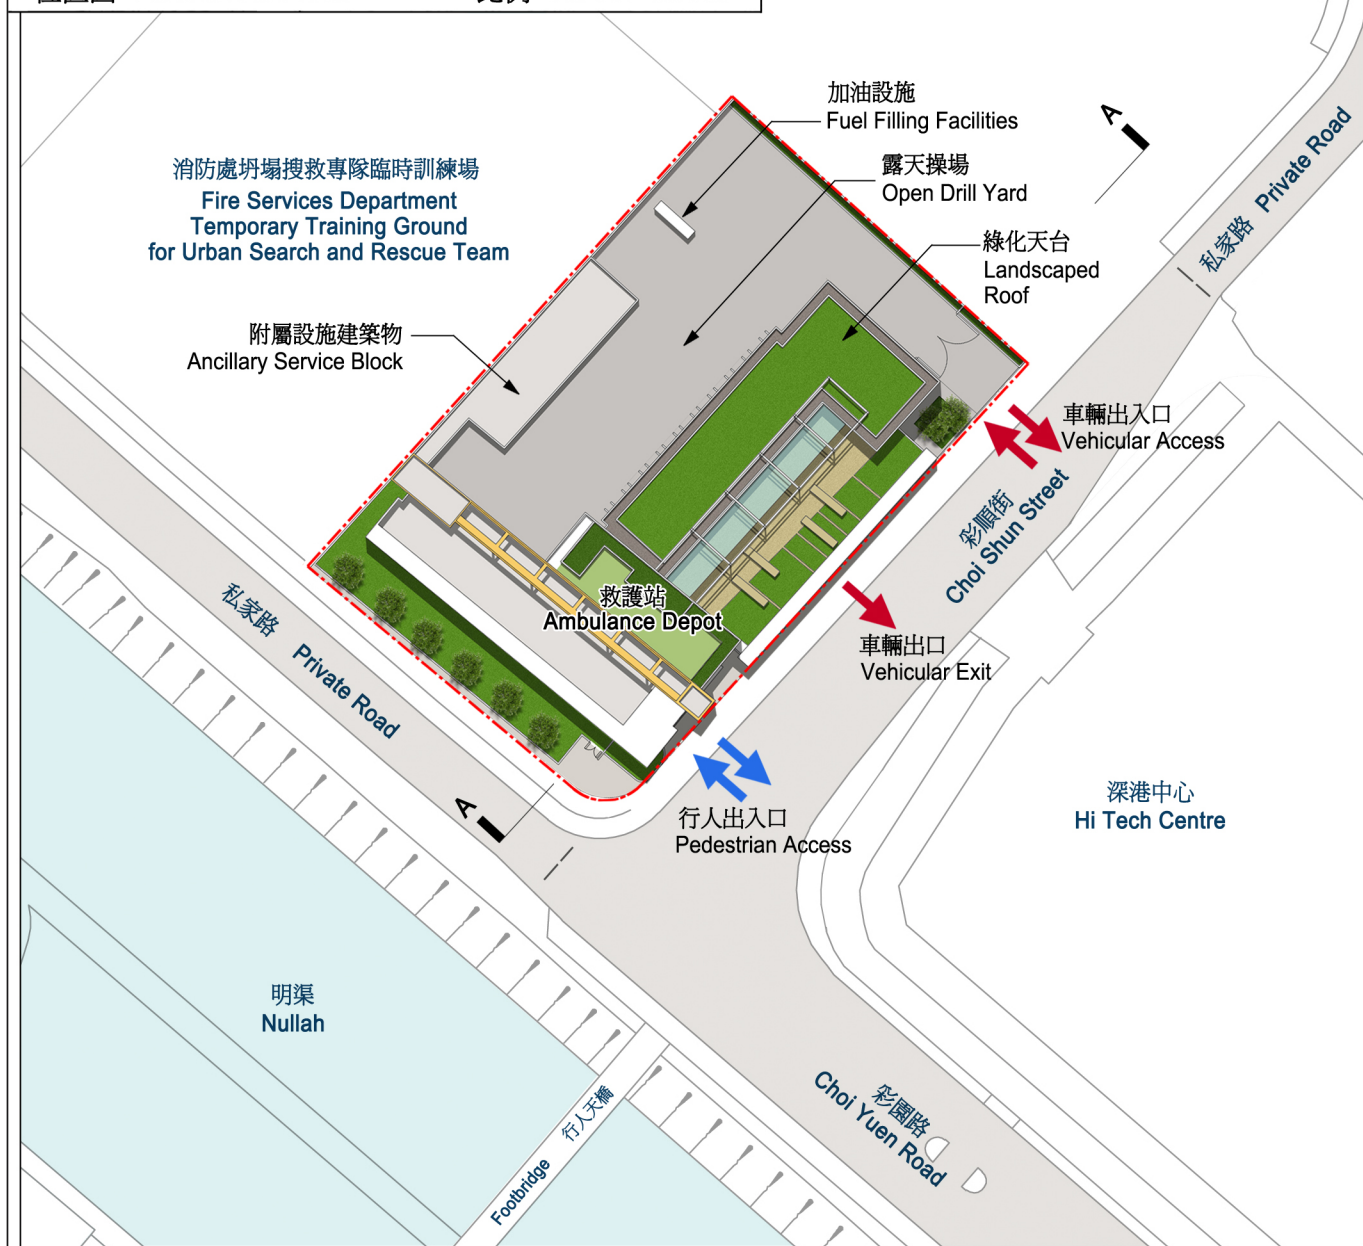 加油設施
Fuel Filling Facilities
露天操場
Open Drill Yard
綠化天台
Landscaped
Roof
消防處坍塌搜救專隊臨時訓練場
Fire Services Department
Temporary Training Ground
for Urban Search and Rescue Team
附屬設施建築物
Ancillary Service Block
A
私家路 Private Road
車輛出入口
Vehicular Access
彩順街
Choi Shun Street
救護站
Ambulance Depot
車輛出口
Vehicular Exit
私家路 Private Road
A
行人出入口
Pedestrian Access
深港中心
Hi Tech Centre
明渠
Nullah
Footbridge 行人天橋
彩園路
Choi Yuen Road